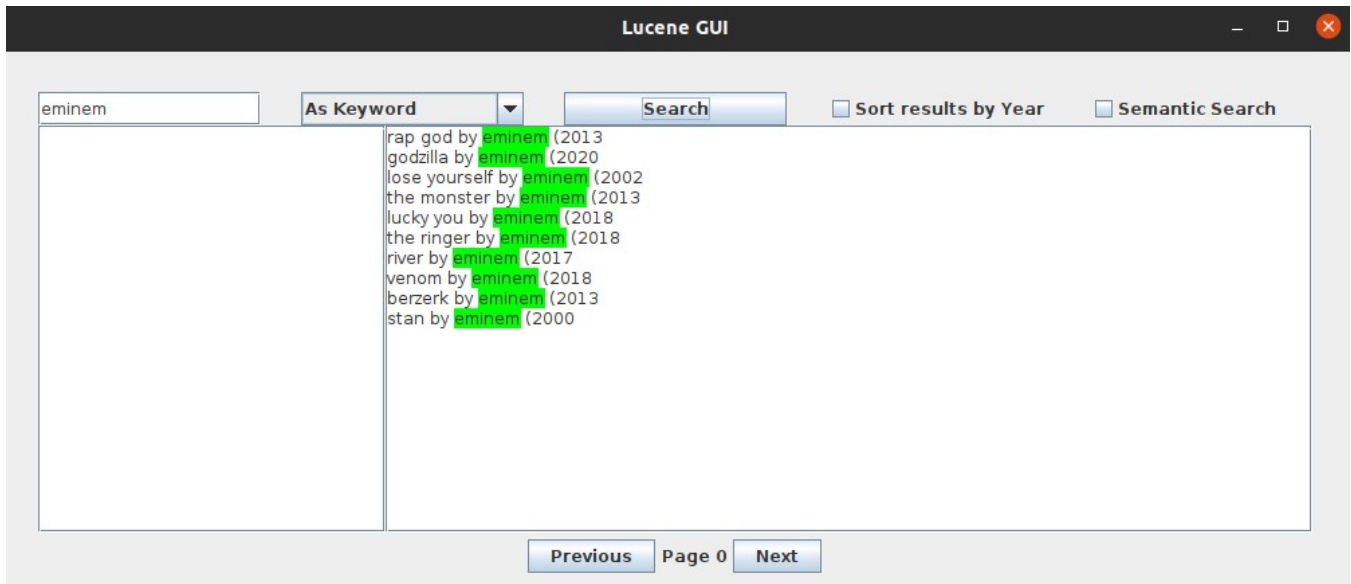 Lucene GUI
eminem As Keyword Search Sort results by Year Semantic Search
rap god by eminem (2013
godzilla by eminem (2020
lose yourself by eminem (2002
the monster by eminem (2013
lucky you by eminem (2018
the ringer by eminem (2018
river by eminem (2017
venom by eminem (2018
berzerk by eminem (2013
stan by eminem (2000
Previous Page 0 Next